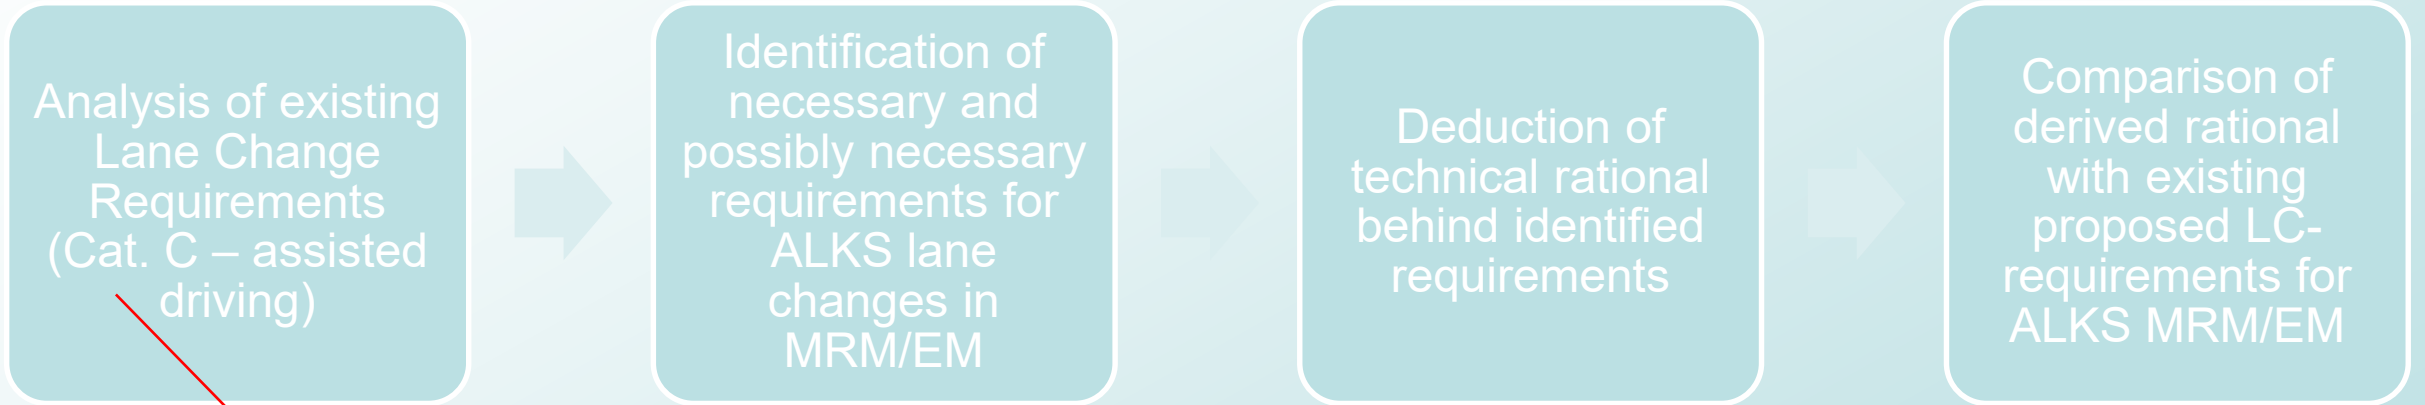 Analysis of existing
Lane Change
Requirements
(Cat. C – assisted
driving)
Identification of
necessary and
possibly necessary
requirements for
ALKS lane
changes in
MRM/EM
Deduction of
technical rational
behind identified
requirements
Comparison of
derived rational
with existing
proposed LC-
requirements for
ALKS MRM/EM